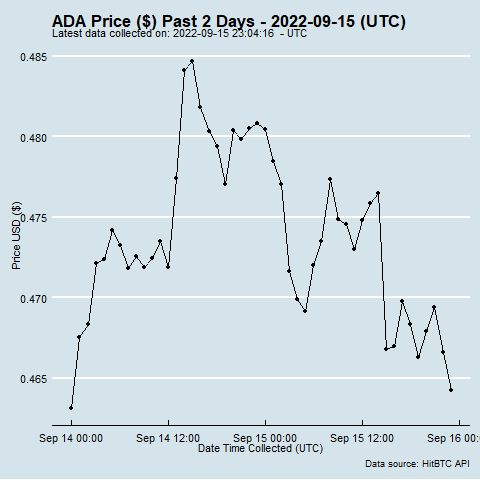 ADA Price ($) Past 2 Days - 2022-09-15 (UTC)
Latest data collected on: 2022-09-15 23:04:16 - UTC
0.485
0.480
0.475
0.470
0.465
Price USD ($)
Sep 14 00:00
Sep 14 12:00
Sep 15 00:00
Sep 15 12:00
Sep 16 00:
Date Time Collected (UTC)
Data source: HitBTC API